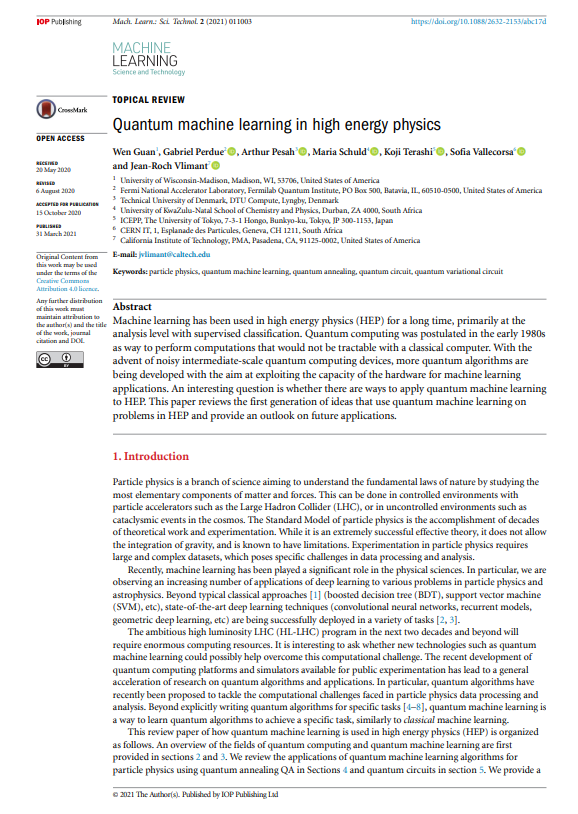 IOP Publishing
Mach. Learn.: Sci. Technol. 2 (2021) 011003
https://doi.org/10.1088/2632-2153/abc17d
MACHINE
LEARNING
Science and Technology
CrossMark
OPEN ACCESS
RECEIVED
20 May 2020
REVISED
6 August 2020
ACCEPTED FOR PUBLICATION
15 October 2020
PUBLISHED
31 March 2021
Original Content from
this work may be used
under the terms of the
Creative Commons
Attribution 4.0 licence.
Any further distribution
of this work must
maintain attribution to
the author(s) and the title
of the work, journal
citation and DOI.
TOPICAL REVIEW
Quantum machine learning in high energy physics
Wen Guan1, Gabriel Perdue2, Arthur Pesah3, Maria Schuld4, Koji Terashi5, Sofia Vallecorsa6
and Jean-Roch Vlimant7
1 University of Wisconsin-Madison, Madison, WI, 53706, United States of America
2 Fermi National Accelerator Laboratory, Fermilab Quantum Institute, PO Box 500, Batavia, IL, 60510-0500, United States of America
3 Technical University of Denmark, DTU Compute, Lyngby, Denmark
4 University of KwaZulu-Natal School of Chemistry and Physics, Durban, ZA 4000, South Africa
5 ICEPP, The University of Tokyo, 7-3-1 Hongo, Bunkyo-ku, Tokyo, JP 300-1153, Japan
6 CERN IT, 1, Esplanade des Particules, Geneva, CH 1211, South Africa
7 California Institute of Technology, PMA, Pasadena, CA, 91125-0002, United States of America
E-mail: jvlimant@caltech.edu
Keywords: particle physics, quantum machine learning, quantum annealing, quantum circuit, quantum variational circuit
Abstract
Machine learning has been used in high energy physics (HEP) for a long time, primarily at the
analysis level with supervised classification. Quantum computing was postulated in the early 1980s
as way to perform computations that would not be tractable with a classical computer. With the
advent of noisy intermediate-scale quantum computing devices, more quantum algorithms are
being developed with the aim at exploiting the capacity of the hardware for machine learning
applications. An interesting question is whether there are ways to apply quantum machine learning
to HEP. This paper reviews the first generation of ideas that use quantum machine learning on
problems in HEP and provide an outlook on future applications.
1. Introduction
Particle physics is a branch of science aiming to understand the fundamental laws of nature by studying the
most elementary components of matter and forces. This can be done in controlled environments with
particle accelerators such as the Large Hadron Collider (LHC), or in uncontrolled environments such as
cataclysmic events in the cosmos. The Standard Model of particle physics is the accomplishment of decades
of theoretical work and experimentation. While it is an extremely successful effective theory, it does not allow
the integration of gravity, and is known to have limitations. Experimentation in particle physics requires
large and complex datasets, which poses specific challenges in data processing and analysis.
Recently, machine learning has been played a significant role in the physical sciences. In particular, we are
observing an increasing number of applications of deep learning to various problems in particle physics and
astrophysics. Beyond typical classical approaches [1] (boosted decision tree (BDT), support vector machine
(SVM), etc), state-of-the-art deep learning techniques (convolutional neural networks, recurrent models,
geometric deep learning, etc) are being successfully deployed in a variety of tasks [2, 3].
The ambitious high luminosity LHC (HL-LHC) program in the next two decades and beyond will
require enormous computing resources. It is interesting to ask whether new technologies such as quantum
machine learning could possibly help overcome this computational challenge. The recent development of
quantum computing platforms and simulators available for public experimentation has lead to a general
acceleration of research on quantum algorithms and applications. In particular, quantum algorithms have
recently been proposed to tackle the computational challenges faced in particle physics data processing and
analysis. Beyond explicitly writing quantum algorithms for specific tasks [4–8], quantum machine learning is
a way to learn quantum algorithms to achieve a specific task, similarly to classical machine learning.
This review paper of how quantum machine learning is used in high energy physics (HEP) is organized
as follows. An overview of the fields of quantum computing and quantum machine learning are first
provided in sections 2 and 3. We review the applications of quantum machine learning algorithms for
particle physics using quantum annealing QA in Sections 4 and quantum circuits in section 5. We provide a
© 2021 The Author(s). Published by IOP Publishing Ltd